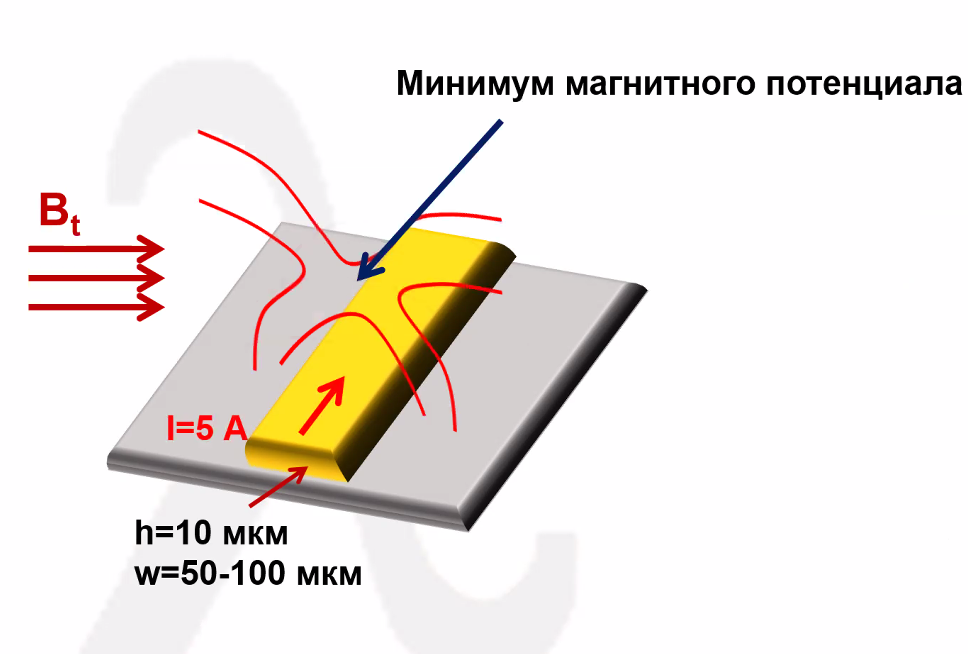 Минимум магнитного потенциала
Bt
I=5 А
h=10 мкм
w=50-100 мкм